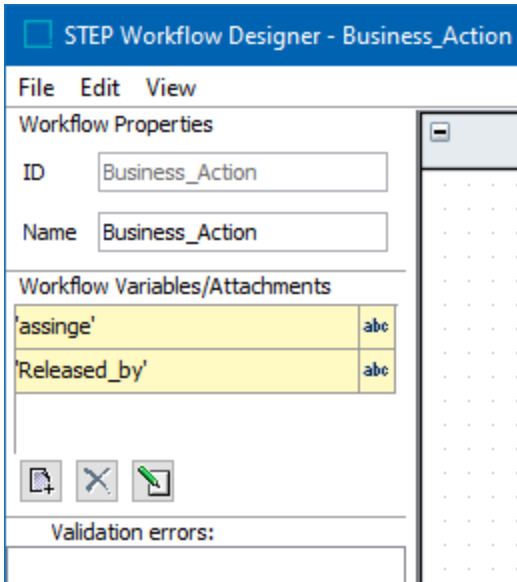 STEP Workflow Designer - Business_Action
File Edit View
Workflow Properties
ID Business_Action
Name Business_Action
Workflow Variables/Attachments
'assinge' abc
'Released_by' abc
Validation errors: